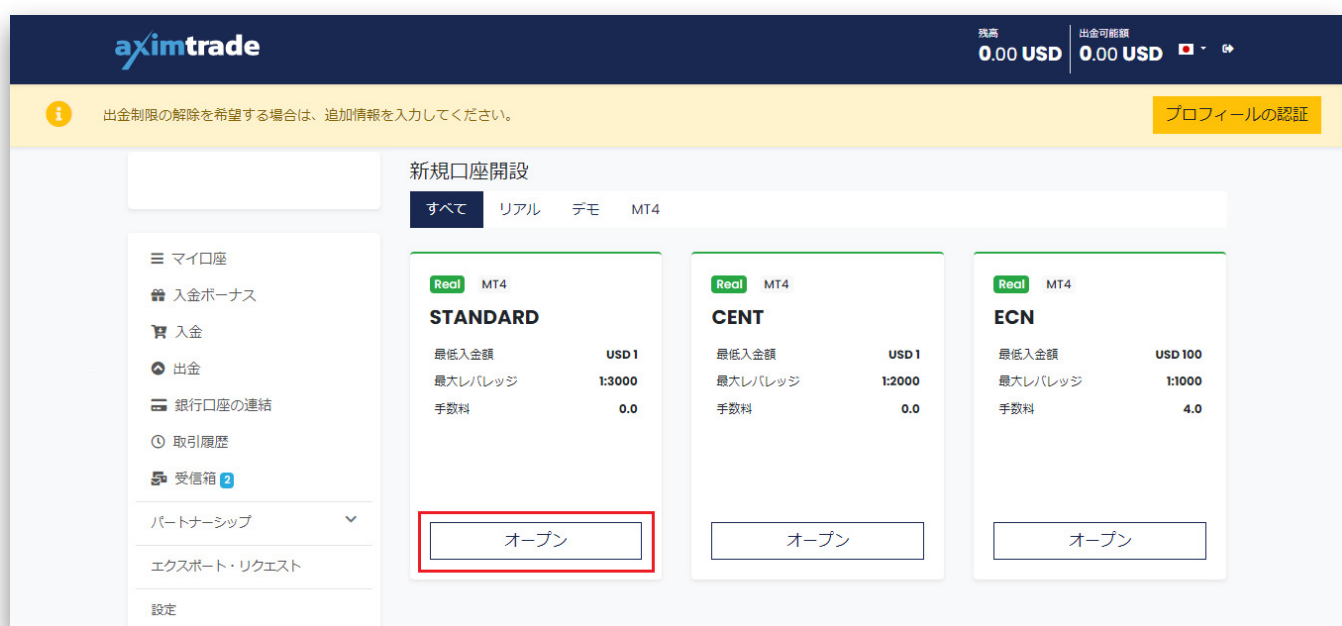 aximtrade
残高
0.00 USD
出金可能額
0.00 USD
出金制限の解除を希望する場合は、追加情報を入力してください。
プロフィールの認証
新規口座開設
すべて リアル デモ MT4
マイ口座
入金ボーナス
入金
出金
銀行口座の連結
取引履歴
受信箱 2
パートナーシップ
エクスポート・リクエスト
設定
Real MT4
STANDARD
最低入金額 USD 1
最大レバレッジ 1:3000
手数料 0.0
オープン
Real MT4
CENT
最低入金額 USD 1
最大レバレッジ 1:2000
手数料 0.0
オープン
Real MT4
ECN
最低入金額 USD 100
最大レバレッジ 1:1000
手数料 4.0
オープン